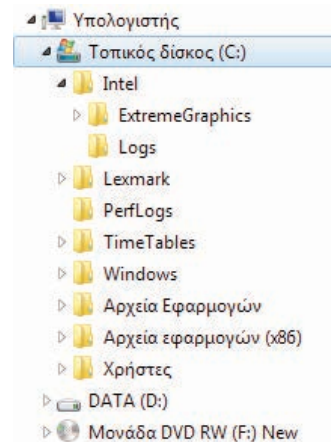 Υπολογιστής
Τοπικός δίσκος (C:)
Intel
ExtremeGraphics
Logs
Lexmark
PerfLogs
TimeTables
Windows
Αρχεία Εφαρμογών
Αρχεία εφαρμογών (x86)
Χρήστες
DATA (D:)
Μονάδα DVD RW (F:) New